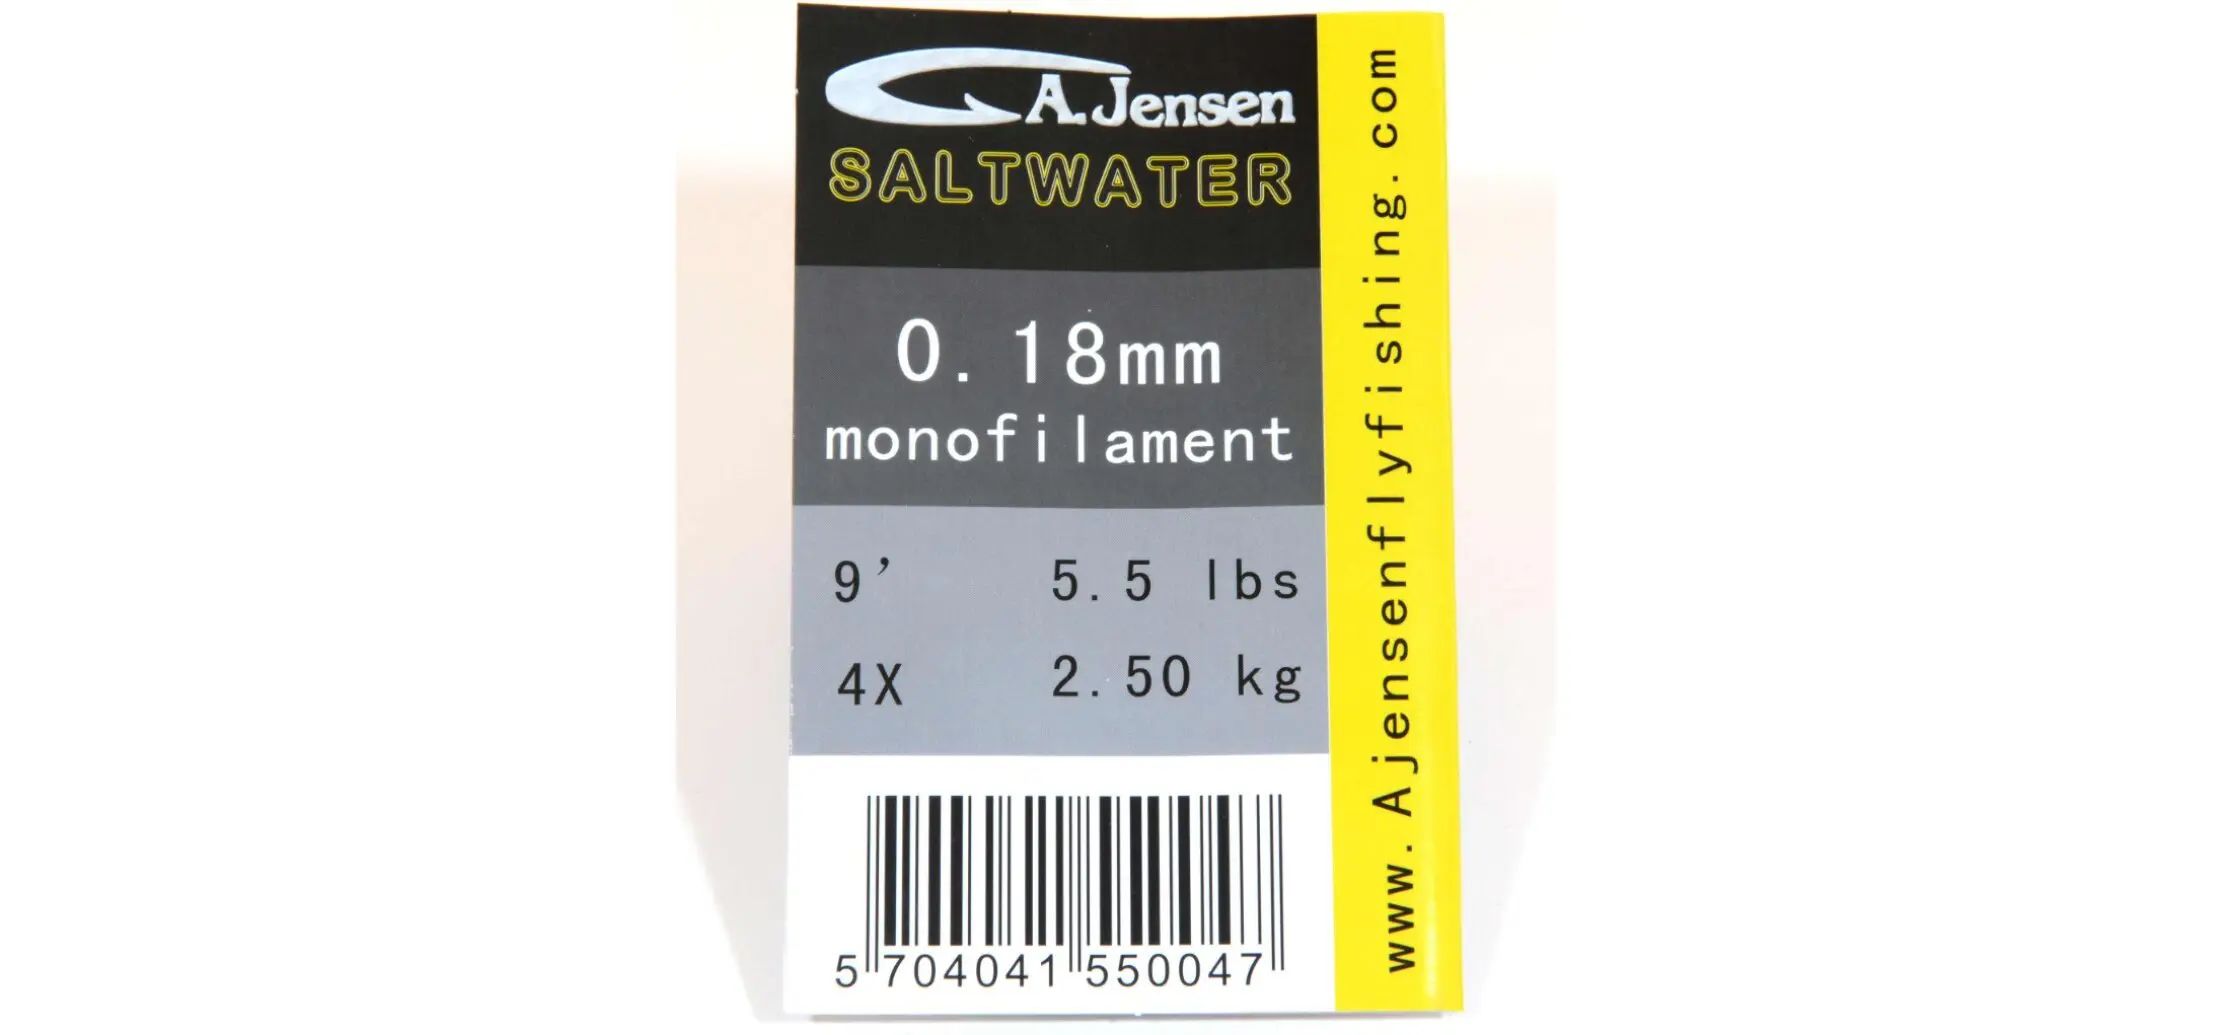 A. Jensen
SALTWATER
0.18mm
monofilament
9' 5.5 lbs
4X 2.50 kg
5 704041 550047
www.Ajensenflyfishing.com